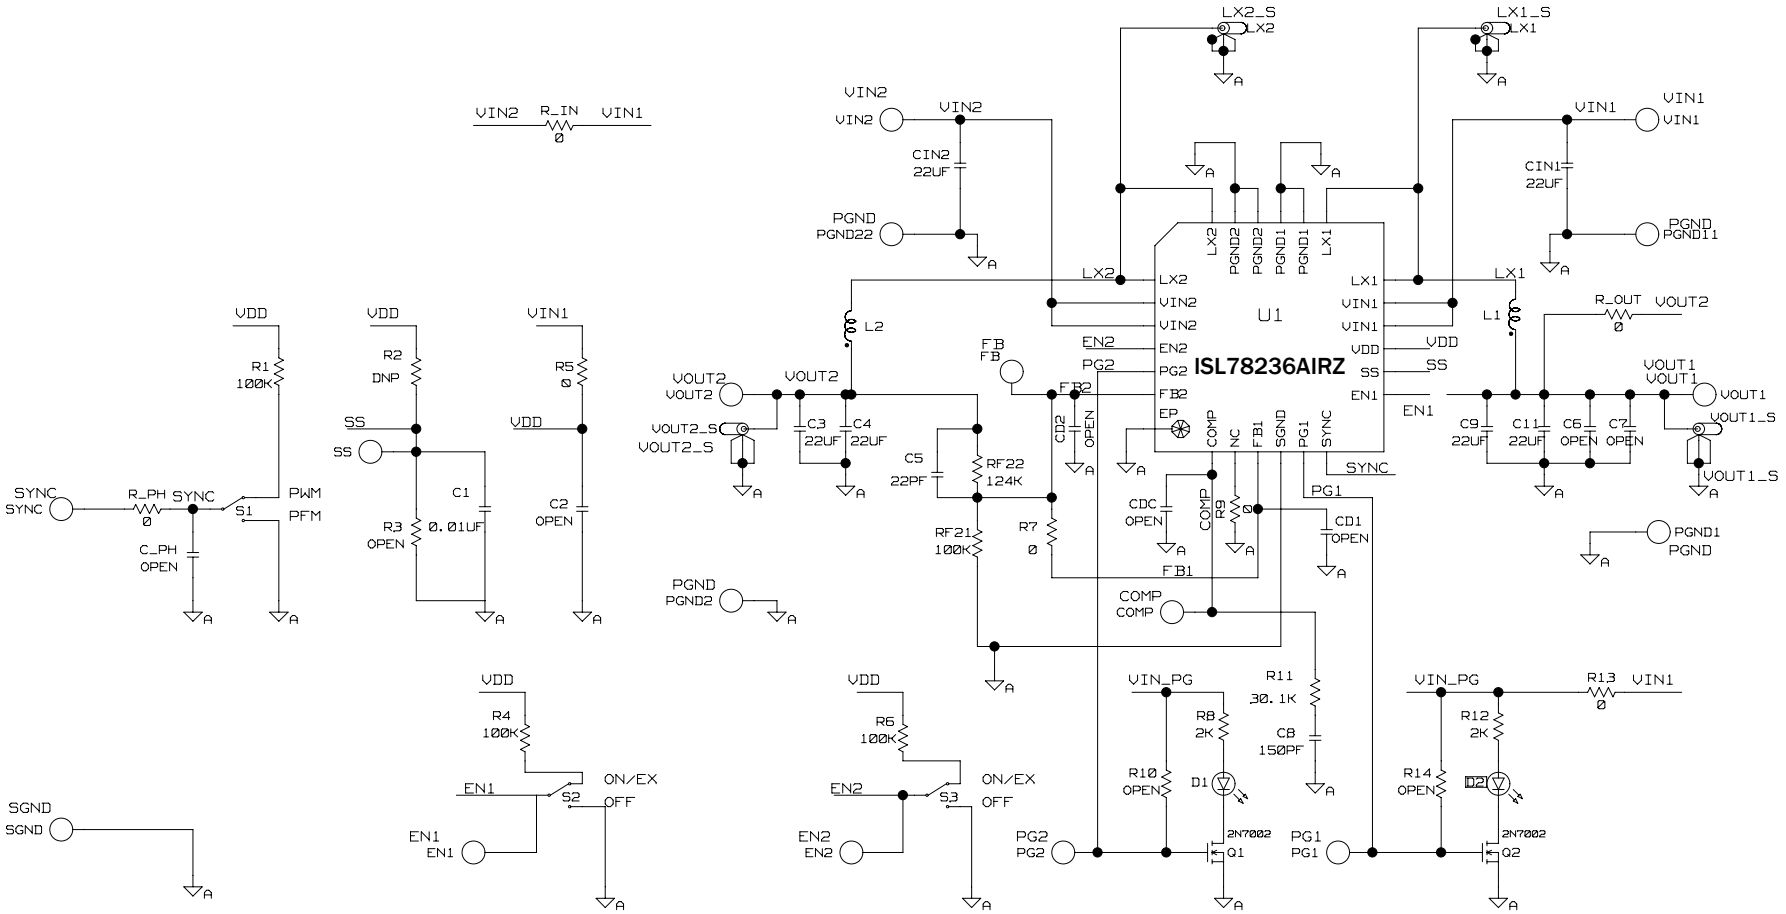 LX2_S
LX2
A
LX1_S
LX1
A
VIN2
VIN2
VIN2
CIN2
22UF
PGND
PGND22
A
VIN2 R_IN VIN1
0
VIN1
VIN1
VIN1
CIN1
22UF
PGND
PGND11
A
A
A
LX2
PGND2
PGND2
PGND1
PGND1
LX1
LX2
VIN2
VIN2
EN2
PG2
FB2
EP
LX1
VIN1
VIN1
VDD
SS
EN1
U1
ISL78236AIRZ
COMP
NC
FB1
SGND
PG1
SYNC
LX2
EN2
PG2
FB2
LX1
VDD
SS
EN1
L2
L1
R_OUT
0
VOUT2
VDD
R1
100K
SYNC
SYNC
R_PH
0
SYNC
S1
PWM
PFM
C_PH
OPEN
A
A
VDD
R2
DNP
SS
SS
R3
OPEN
C1
0.01UF
A
VIN1
R5
0
VDD
C2
OPEN
A
VOUT2
VOUT2
VOUT2
VOUT2_S
VOUT2_S
A
C3
22UF
C4
22UF
A
C5
22PF
RF22
124K
RF21
100K
R7
0
FB
FB
CD2
OPEN
A
A
CDC
OPEN
A
COMP
R9
0
A
FB1
CD1
OPEN
A
PG1
SYNC
VOUT1
VOUT1
VOUT1
C9
22UF
C11
22UF
C6
OPEN
C7
OPEN
A
VOUT1_S
VOUT1_S
A
PGND1
PGND
A
PGND
PGND2
A
COMP
COMP
A
R11
30.1K
C8
150PF
A
VDD
R4
100K
EN1
S2
ON/EX
OFF
EN1
EN1
A
VDD
R6
100K
EN2
S3
ON/EX
OFF
EN2
EN2
A
VIN_PG
R8
2K
R10
OPEN
D1
2N7002
Q1
PG2
PG2
A
VIN_PG
R13
0
VIN1
R12
2K
R14
OPEN
D2
2N7002
Q2
PG1
PG1
A
SGND
SGND
A